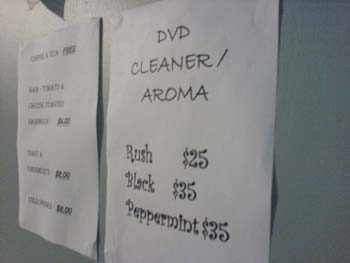 COFFEE & TEA - FREE
HAM - TOMATO &
CHEESE TOASTED
SANDWICH - $4.00
TOAST &
CONDIMENTS - $2.00
COLD DRINKS - $2.00
DVD
CLEANER /
AROMA
Rush $25
Black $35
Peppermint $35